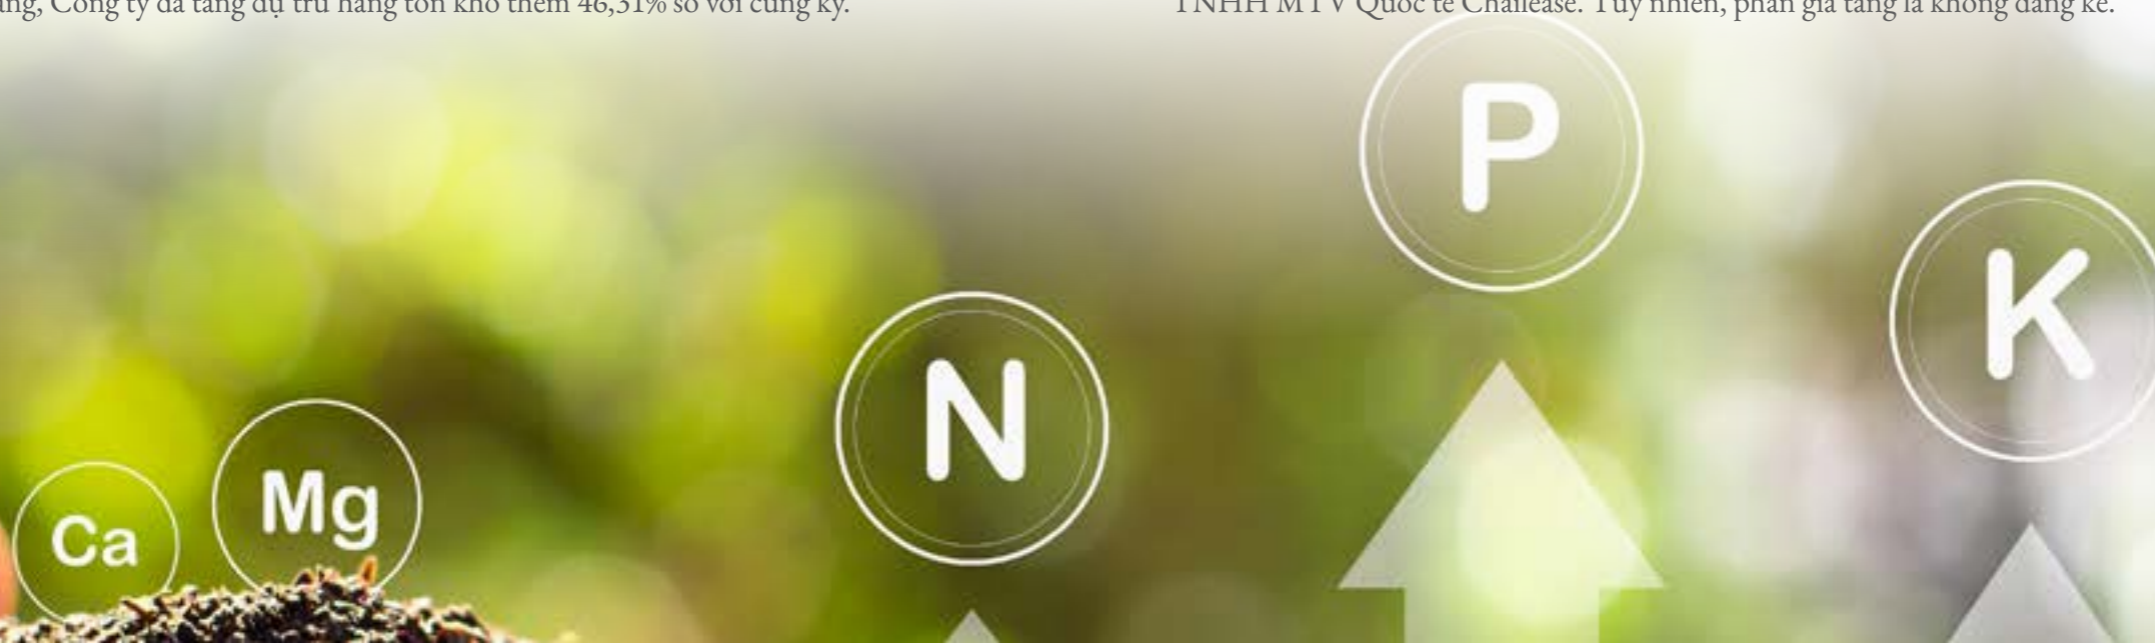 Công ty đã tăng dự trữ hàng tồn kho thêm 46,31% so với cùng kỳ.
TNHH MTV Quốc tế Chailease. Tuy nhiên, phần gia tăng là không đáng kể.
P
K
N
Mg
Ca